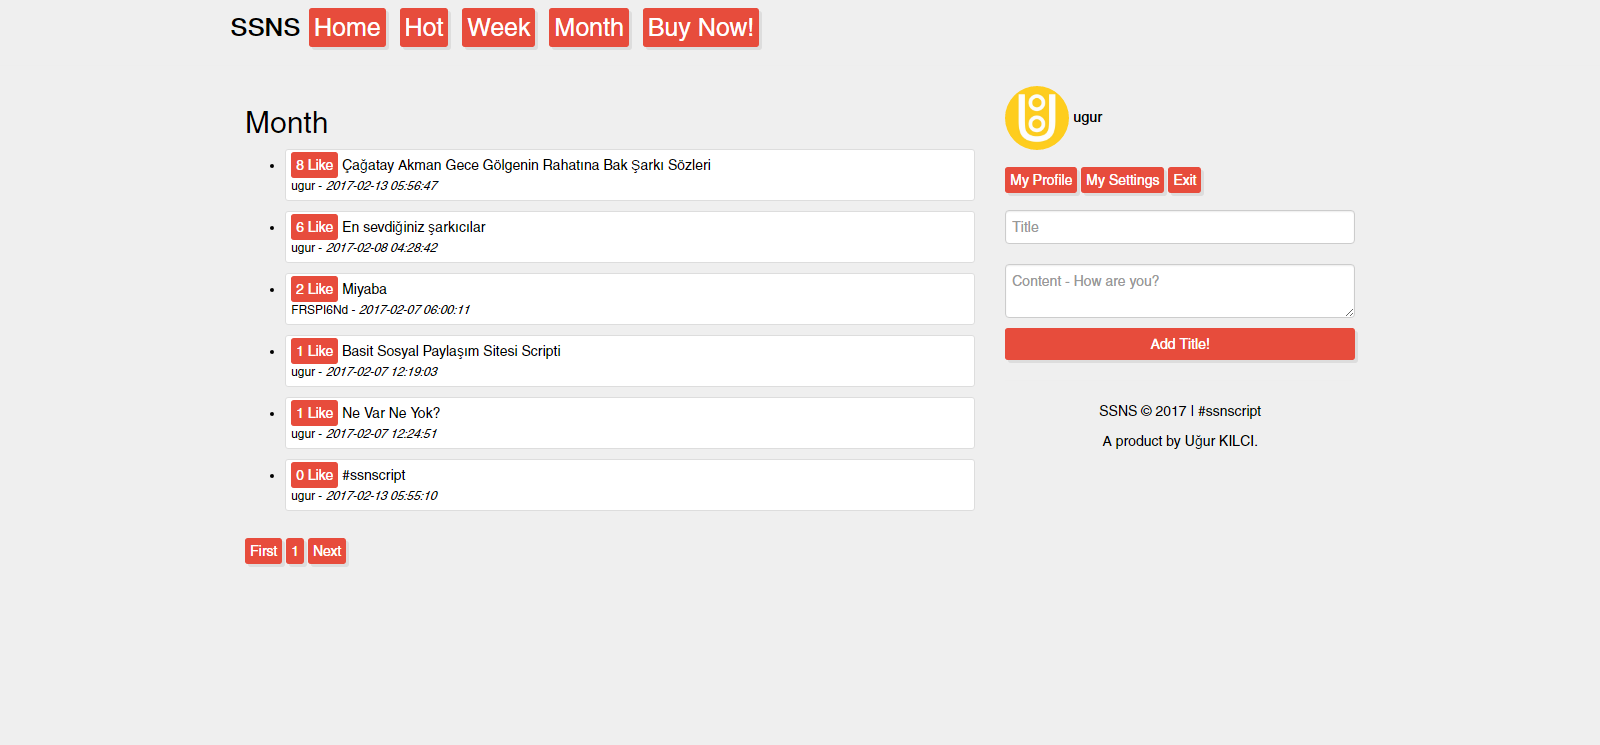 SSNS Home Hot Week Month Buy Now!
Month
8 Like Çağatay Akman Gece Gölgenin Rahatına Bak Şarkı Sözleri
ugur - 2017-02-13 05:56:47
6 Like En sevdiğiniz şarkıcılar
ugur - 2017-02-08 04:28:42
2 Like Miyaba
FRSPI6Nd - 2017-02-07 06:00:11
1 Like Basit Sosyal Paylaşım Sitesi Scripti
ugur - 2017-02-07 12:19:03
1 Like Ne Var Ne Yok?
ugur - 2017-02-07 12:24:51
0 Like #ssnscript
ugur - 2017-02-13 05:55:10
First 1 Next
ugur
My Profile My Settings Exit
Title
Content - How are you?
Add Title!
SSNS © 2017 | #ssnscript
A product by Uğur KILCI.